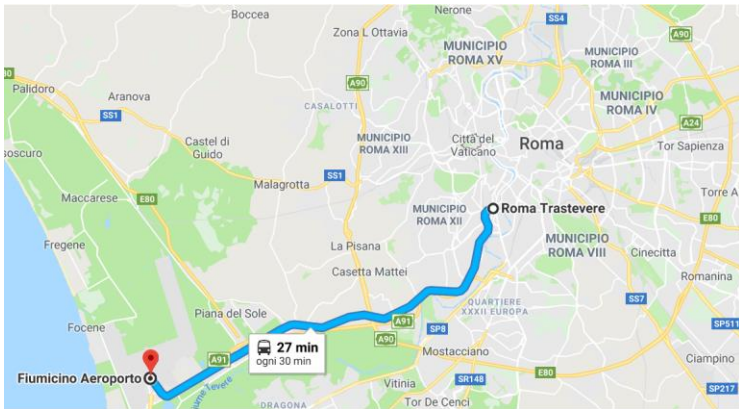 Nerone
Boccea
SS4
Zona L Ottavia
A90
MUNICIPIO
ROMA XV
MUNICIPIO
ROMA III
A90
E80
Palidoro
Aranova
SS1
CASALOTTI
MUNICIPIO
ROMA IV
A24
Castel di
Guido
MUNICIPIO
ROMA XIII
Città del
Vaticano
Roma
Tor Sapienza
soscuro
Malagrotta
SS1
Maccarese
E80
MUNICIPIO
ROMA XII
Roma Trastevere
Torre A
E80
Fregene
La Pisana
MUNICIPIO
ROMA VIII
Cinecittà
Casetta Mattei
Romanina
Piana del Sole
QUARTIERE
XXXII EUROPA
SS7
Focene
A91
SP8
SP511
27 min
ogni 30 min
A90
Mostacciano
A91
Ciampino
Fiumicino Aeroporto
E80
Vitinia
SR148
SP217
DRAGONA
Tor De Cenci